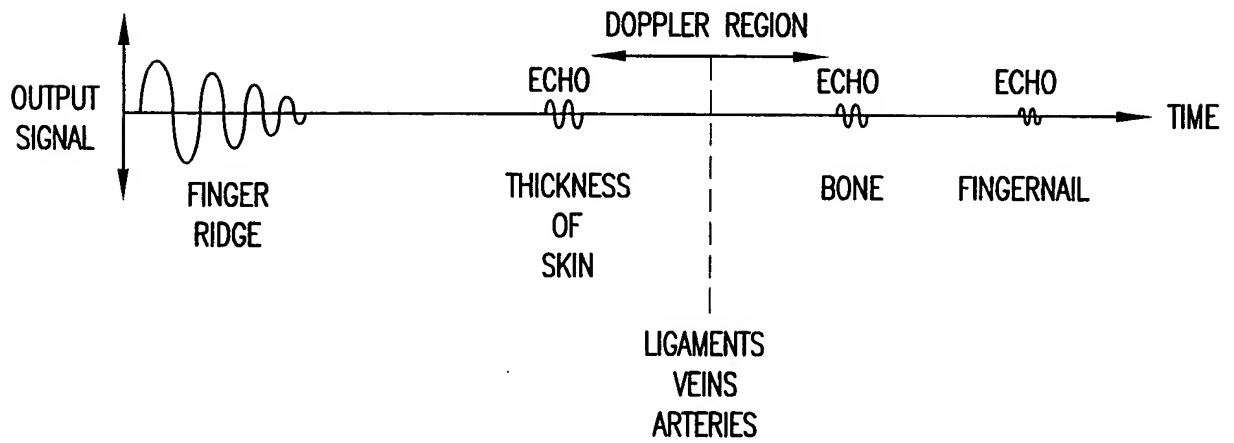 DOPPLER REGION
OUTPUT
SIGNAL
ECHO
ECHO
ECHO
TIME
FINGER
RIDGE
THICKNESS
OF
SKIN
BONE
FINGERNAIL
LIGAMENTS
VEINS
ARTERIES